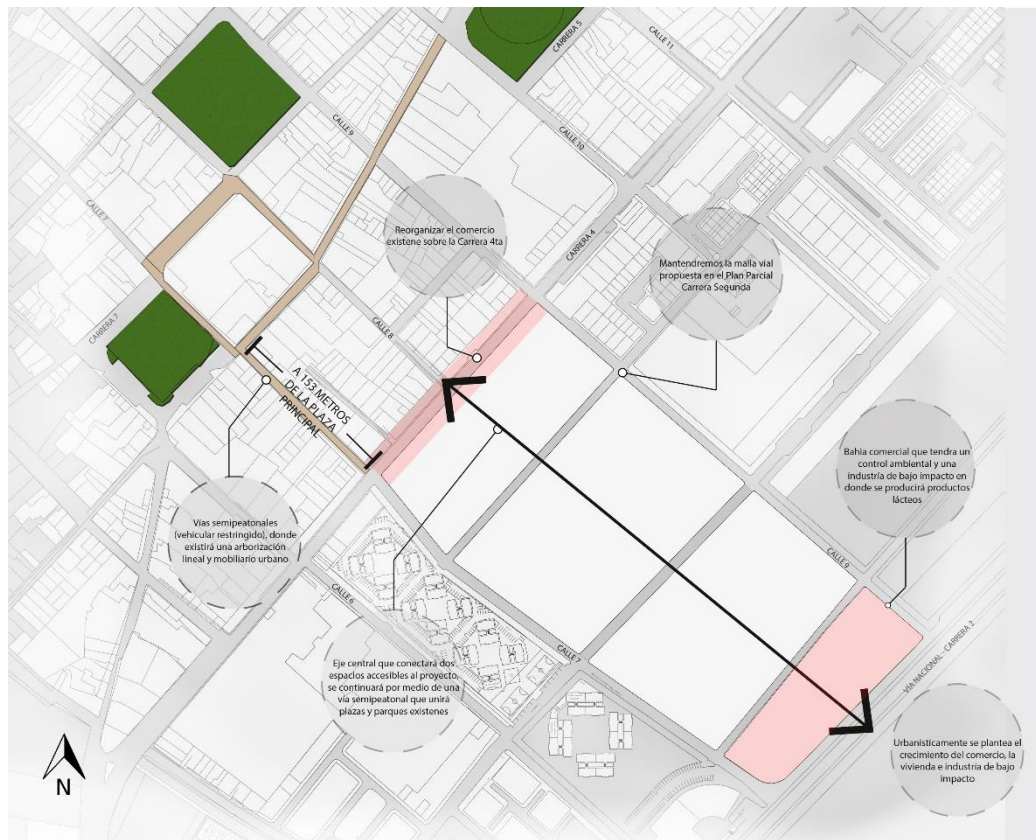 CARRERA 5
CALLE 11
CALLE 9
CALLE 10
CALLE 7
Reorganizar el comercio
existene sobre la Carrera 4ta
CARRERA 4
Mantendremos la malla vial
propuesta en el Plan Parcial
Carrera Segunda
CARRERA 7
CALLE 8
A 153 METROS
DE LA PLAZA
PRINCIPAL
Bahia comercial que tendra un
control ambiental y una
industría de bajo impacto en
donde se producirá productos
lácteos
Vías semipeatonales
(vehicular restringido), donde
existirá una arborización
lineal y mobiliario urbano
CALLE 9
CALLE 6
VIA NACIONAL - CARRERA 2
CALLE 7
Eje central que conectará dos
espacios accesibles al proyecto,
se continuará por medio de una
vía semipeatonal que unirá
plazas y parques existenes
Urbanisticamente se plantea el
crecimiento del comercio, la
vivienda e industria de bajo
impacto
N